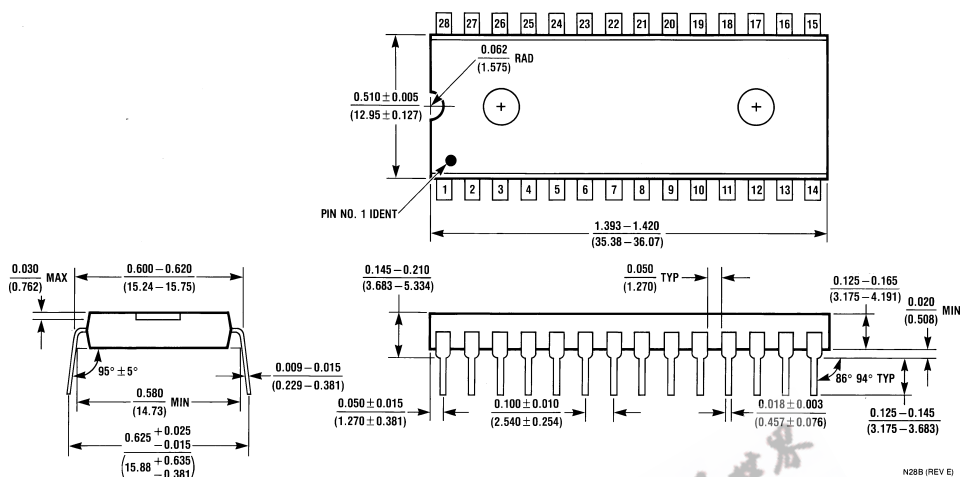 28 27 26 25 24 23 22 21 20 19 18 17 16 15
0.062
(1.575)
RAD
0.510 ± 0.005
(12.95 ± 0.127)
PIN NO. 1 IDENT
1 2 3 4 5 6 7 8 9 10 11 12 13 14
1.393 – 1.420
(35.38 – 36.07)
0.030
(0.762)
MAX
0.600 – 0.620
(15.24 – 15.75)
95° ± 5°
0.580
(14.73)
MIN
0.625 +0.025
−0.015
(15.88 +0.635
−0.381)
0.009 – 0.015
(0.229 – 0.381)
0.145 – 0.210
(3.683 – 5.334)
0.050
(1.270)
TYP
0.125 – 0.165
(3.175 – 4.191)
0.020
(0.508)
MIN
86° 94° TYP
0.050 ± 0.015
(1.270 ± 0.381)
0.100 ± 0.010
(2.540 ± 0.254)
0.018 ± 0.003
(0.457 ± 0.076)
0.125 – 0.145
(3.175 – 3.683)
N28B (REV E)